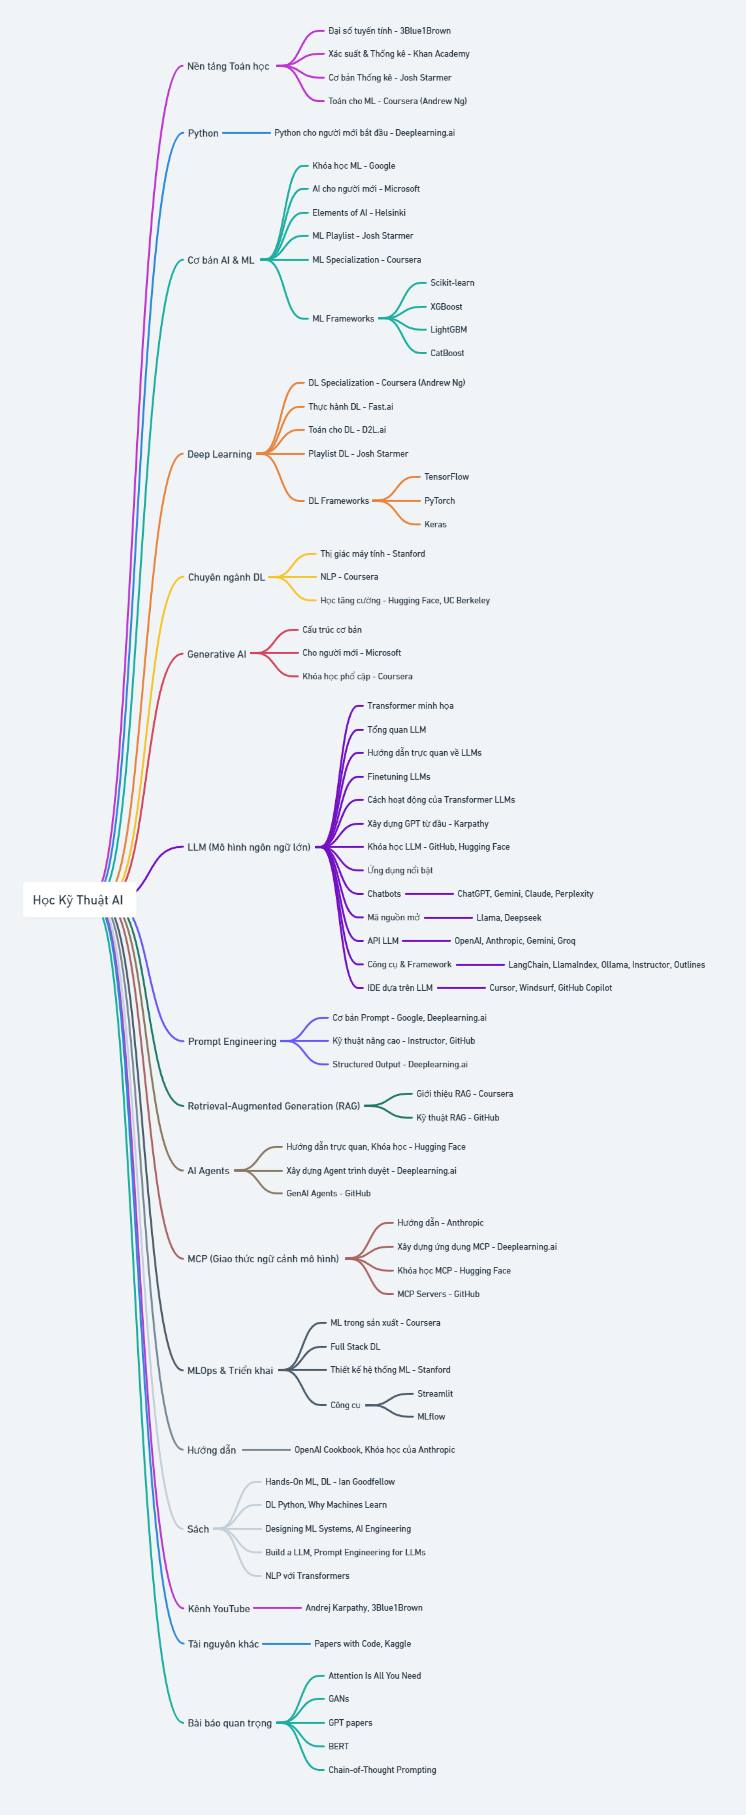 Học Kỹ Thuật AI
Nền tảng Toán học
Đại số tuyến tính - 3Blue1Brown
Xác suất & Thống kê - Khan Academy
Cơ bản Thống kê - Josh Starmer
Toán cho ML - Coursera (Andrew Ng)
Python
Python cho người mới bắt đầu - Deeplearning.ai
Cơ bản AI & ML
Khóa học ML - Google
AI cho người mới - Microsoft
Elements of AI - Helsinki
ML Playlist - Josh Starmer
ML Specialization - Coursera
ML Frameworks
Scikit-learn
XGBoost
LightGBM
CatBoost
Deep Learning
DL Specialization - Coursera (Andrew Ng)
Thực hành DL - Fast.ai
Toán cho DL - D2L.ai
Playlist DL - Josh Starmer
DL Frameworks
TensorFlow
PyTorch
Keras
Chuyên ngành DL
Thị giác máy tính - Stanford
NLP - Coursera
Học tăng cường - Hugging Face, UC Berkeley
Generative AI
Cấu trúc cơ bản
Cho người mới - Microsoft
Khóa học phổ cập - Coursera
LLM (Mô hình ngôn ngữ lớn)
Transformer minh họa
Tổng quan LLM
Hướng dẫn trực quan về LLMs
Finetuning LLMs
Cách hoạt động của Transformer LLMs
Xây dựng GPT từ đầu - Karpathy
Khóa học LLM - GitHub, Hugging Face
Ứng dụng nổi bật
Chatbots
ChatGPT, Gemini, Claude, Perplexity
Mã nguồn mở
Llama, Deepseek
API LLM
OpenAI, Anthropic, Gemini, Groq
Công cụ & Framework
LangChain, LlamaIndex, Ollama, Instructor, Outlines
IDE dựa trên LLM
Cursor, Windsurf, GitHub Copilot
Prompt Engineering
Cơ bản Prompt - Google, Deeplearning.ai
Kỹ thuật nâng cao - Instructor, GitHub
Structured Output - Deeplearning.ai
Retrieval-Augmented Generation (RAG)
Giới thiệu RAG - Coursera
Kỹ thuật RAG - GitHub
AI Agents
Hướng dẫn trực quan, Khóa học - Hugging Face
Xây dựng Agent trình duyệt - Deeplearning.ai
GenAI Agents - GitHub
MCP (Giao thức ngữ cảnh mô hình)
Hướng dẫn - Anthropic
Xây dựng ứng dụng MCP - Deeplearning.ai
Khóa học MCP - Hugging Face
MCP Servers - GitHub
MLOps & Triển khai
ML trong sản xuất - Coursera
Full Stack DL
Thiết kế hệ thống ML - Stanford
Công cụ
Streamlit
MLflow
Hướng dẫn
OpenAI Cookbook, Khóa học của Anthropic
Sách
Hands-On ML, DL - Ian Goodfellow
DL Python, Why Machines Learn
Designing ML Systems, AI Engineering
Build a LLM, Prompt Engineering for LLMs
NLP với Transformers
Kênh YouTube
Andrej Karpathy, 3Blue1Brown
Tài nguyên khác
Papers with Code, Kaggle
Bài báo quan trọng
Attention Is All You Need
GANs
GPT papers
BERT
Chain-of-Thought Prompting